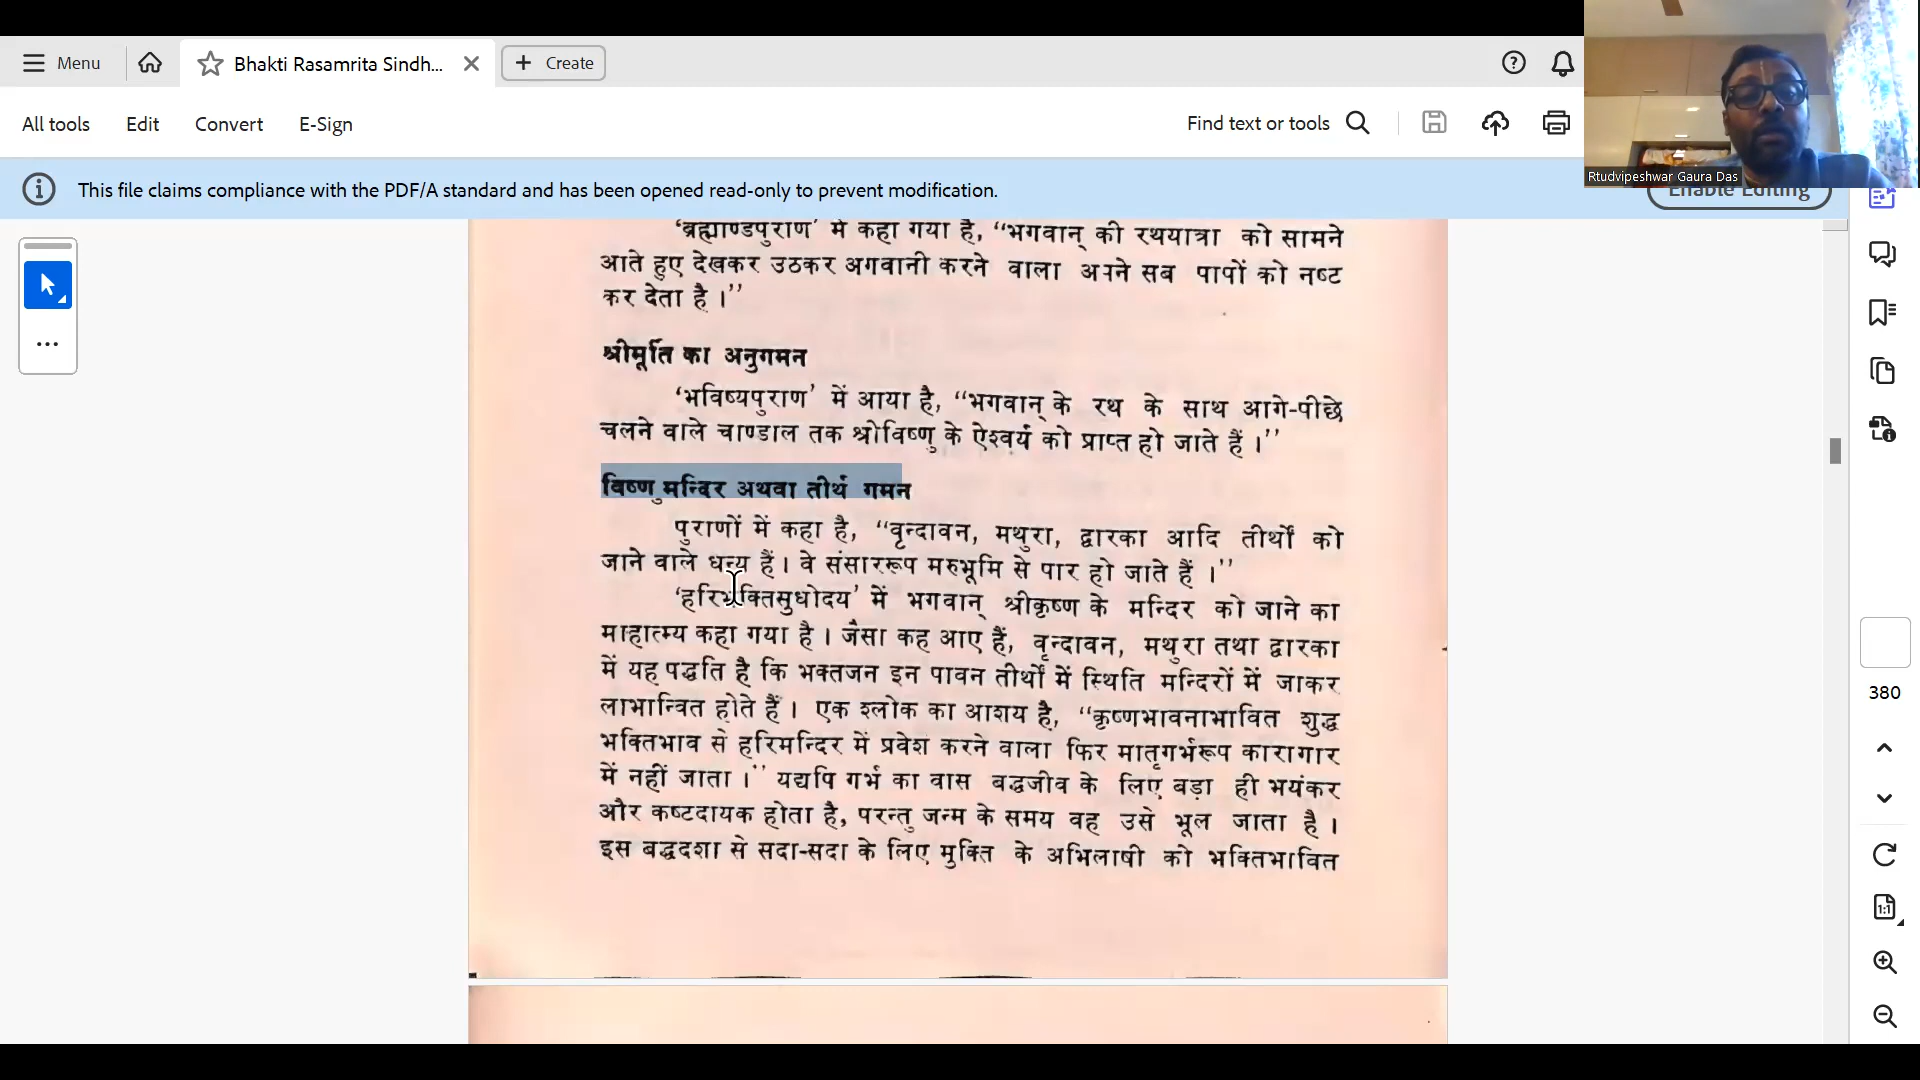 Menu
Bhakti Rasamrita Sindh...
Create
All tools
Edit
Convert
E-Sign
Find text or tools
This file claims compliance with the PDF/A standard and has been opened read-only to prevent modification.
Enable Editing
Rtudvipeshwar Gaura Das
‘ब्रह्माण्डपुराण’ में कहा गया है, “भगवान् की रथयात्रा को सामने
आते हुए देखकर उठकर अगवानी करने वाला अपने सब पापों को नष्ट
कर देता है ।”
श्रीमूर्ति का अनुगमन
‘भविष्यपुराण’ में आया है, “भगवान् के रथ के साथ आगे-पीछे
चलने वाले चाण्डाल तक श्रीविष्णु के ऐश्वर्य को प्राप्त हो जाते हैं ।”
विष्णु मन्दिर अथवा तीर्थ गमन
पुराणों में कहा है, “वृन्दावन, मथुरा, द्वारका आदि तीर्थों को
जाने वाले धन्य हैं । वे संसाररूप मरुभूमि से पार हो जाते हैं ।”
‘हरिभक्तिसुधोदय’ में भगवान् श्रीकृष्ण के मन्दिर को जाने का
माहात्म्य कहा गया है । जैसा कह आए हैं, वृन्दावन, मथुरा तथा द्वारका
में यह पद्धति है कि भक्तजन इन पावन तीर्थों में स्थिति मन्दिरों में जाकर
लाभान्वित होते हैं । एक श्लोक का आशय है, “कृष्णभावनाभावित शुद्ध
भक्तिभाव से हरिमन्दिर में प्रवेश करने वाला फिर मातृगर्भरूप कारागार
में नहीं जाता ।” यद्यपि गर्भ का वास बद्धजीव के लिए बड़ा ही भयंकर
और कष्टदायक होता है, परन्तु जन्म के समय वह उसे भूल जाता है ।
इस बद्धदशा से सदा-सदा के लिए मुक्ति के अभिलाषी को भक्तिभावित
380
1:1